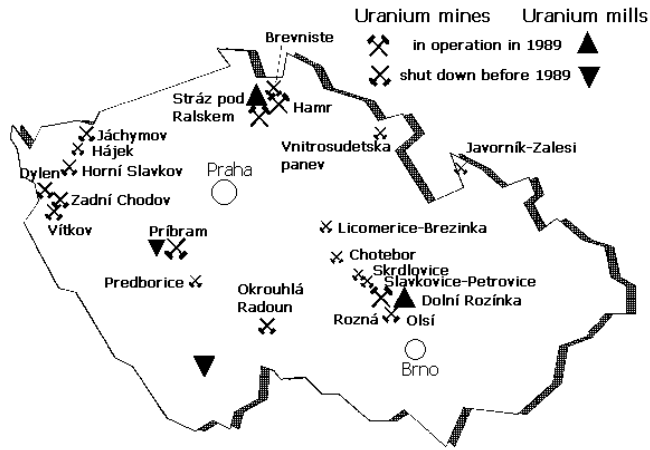 Uranium mines Uranium mills
in operation in 1989
shut down before 1989
Brevniste
Stráz pod
Ralskem
Hamr
Vnitrosudetska
panev
Javorník-Zalesi
Jáchymov
Hájek
Horní Slavkov
Dylen
Zadní Chodov
Vítkov
Praha
Príbram
Predborice
Okrouhlá
Radoun
Licomerice-Brezinka
Chotebor
Skrdlovice
Slavkovice-Petrovice
Dolní Rozínka
Rozná
Olsí
Brno